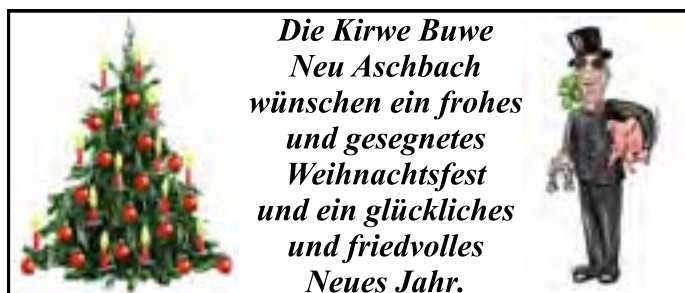 Die Kirwe Buwe
Neu Aschbach
wünschen ein frohes
und gesegnetes
Weihnachtsfest
und ein glückliches
und friedvolles
Neues Jahr.